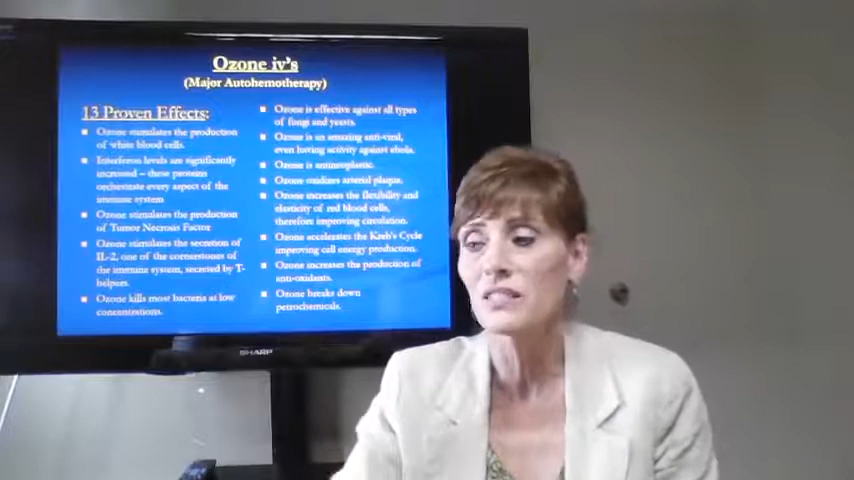 Ozone iv's
(Major Autohemotherapy)
13 Proven Effects:
Ozone stimulates the production
of white blood cells.
Interferon levels are significantly
increased – these proteins
orchestrate every aspect of the
immune system
Ozone stimulates the production
of Tumor Necrosis Factor
Ozone stimulates the secretion of
IL-2, one of the cornerstones of
the immune system, secreted by T-
helpers.
Ozone kills most bacteria at low
concentrations.
Ozone is effective against all types
of fungi and yeasts.
Ozone is an amazing anti-viral,
even having activity against ebola.
Ozone is antineoplastic.
Ozone oxidizes arterial plaque.
Ozone increases the flexibility and
elasticity of red blood cells,
therefore improving circulation.
Ozone accelerates the Kreb's Cycle
improving cell energy production.
Ozone increases the production of
anti-oxidants.
Ozone breaks down
petrochemicals.
SHARP